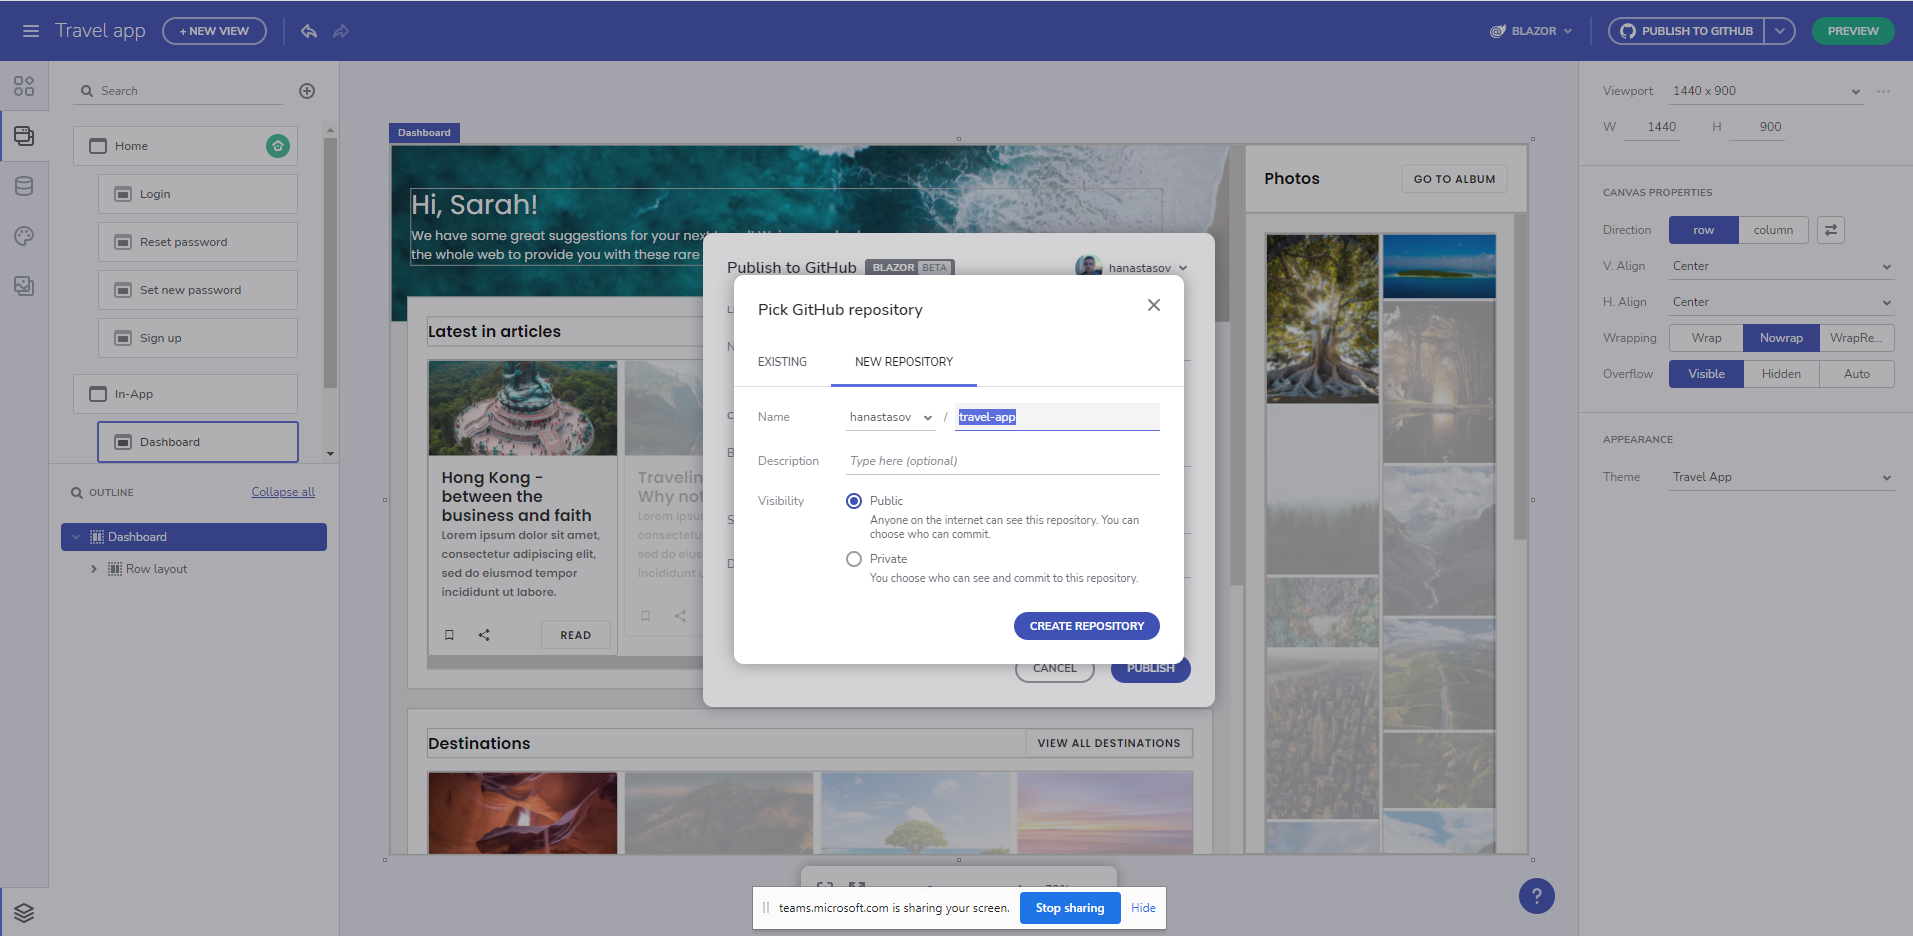 Travel app
+ NEW VIEW
BLAZOR
PUBLISH TO GITHUB
PREVIEW
Search
Home
Login
Reset password
Set new password
Sign up
In-App
Dashboard
OUTLINE
Collapse all
Dashboard
Row layout
Dashboard
Hi, Sarah!
We have some great suggestions for your next
the whole web to provide you with these rare
Latest in articles
Hong Kong -
between the
business and faith
Lorem ipsum dolor sit amet,
consectetur adipiscing elit,
sed do eiusmod tempor
incididunt ut labore.
READ
Travelin
Why not
Lorem ipsu
consectetu
sed do eius
incididunt u
Destinations
VIEW ALL DESTINATIONS
Photos
GO TO ALBUM
Publish to GitHub
BLAZOR BETA
hanastasov
CANCEL
PUBLISH
Pick GitHub repository
EXISTING
NEW REPOSITORY
Name
hanastasov
/
travel-app
Description
Type here (optional)
Visibility
Public
Anyone on the internet can see this repository. You can
choose who can commit.
Private
You choose who can see and commit to this repository.
CREATE REPOSITORY
teams.microsoft.com is sharing your screen.
Stop sharing
Hide
?
Viewport
1440 x 900
W 1440 H 900
CANVAS PROPERTIES
Direction
row
column
V. Align
Center
H. Align
Center
Wrapping
Wrap
Nowrap
WrapRe...
Overflow
Visible
Hidden
Auto
APPEARANCE
Theme
Travel App